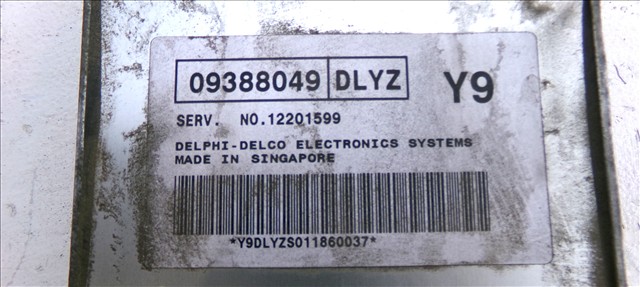 09388049 DLYZ Y9
SERV. NO.12201599
DELPHI-DELCO ELECTRONICS SYSTEMS
MADE IN SINGAPORE
*Y9DLYZS011860037*